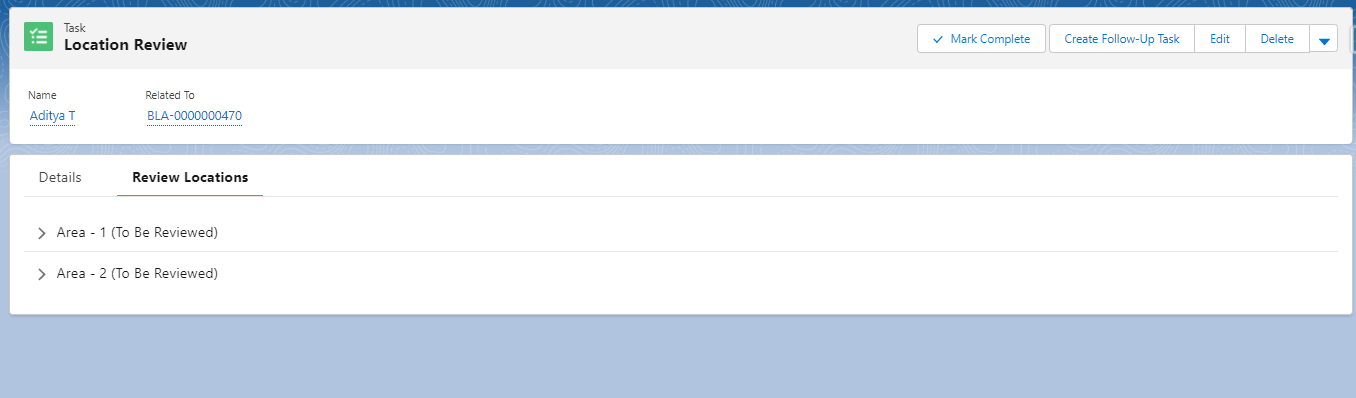 Task
Location Review
Mark Complete
Create Follow-Up Task
Edit
Delete
Name
Related To
Aditya T
BLA-0000000470
Details
Review Locations
Area - 1 (To Be Reviewed)
Area - 2 (To Be Reviewed)